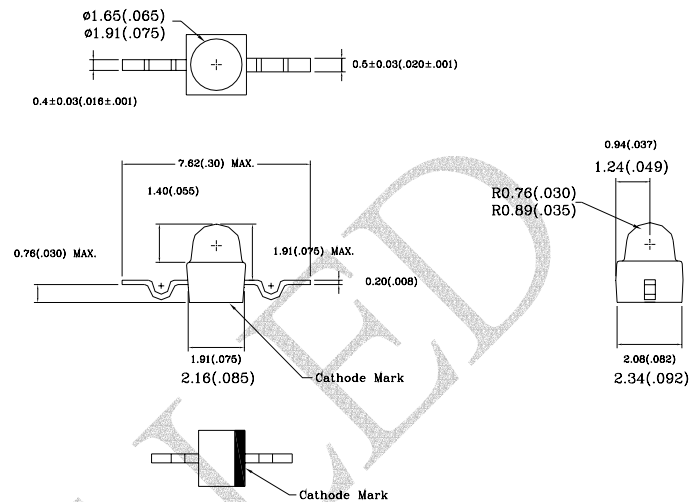 ø1.65(.065)
ø1.91(.075)
0.5±0.03(.020±.001)
0.4±0.03(.016±.001)
7.62(.30) MAX.
1.40(.055)
0.94(.037)
1.24(.049)
R0.76(.030)
R0.89(.035)
0.76(.030) MAX.
1.91(.075) MAX.
0.20(.008)
1.91(.075)
2.16(.085)
Cathode Mark
2.08(.082)
2.34(.092)
Cathode Mark
LED